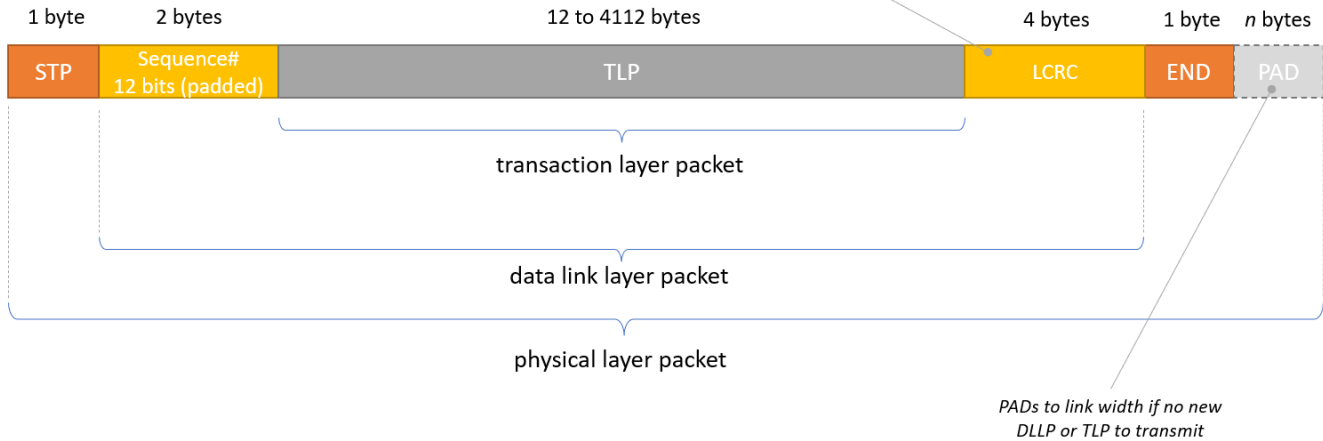 1 byte 2 bytes 12 to 4112 bytes 4 bytes 1 byte n bytes
STP Sequence# 12 bits (padded) TLP LCRC END PAD
transaction layer packet
data link layer packet
physical layer packet
PADs to link width if no new
DLLP or TLP to transmit